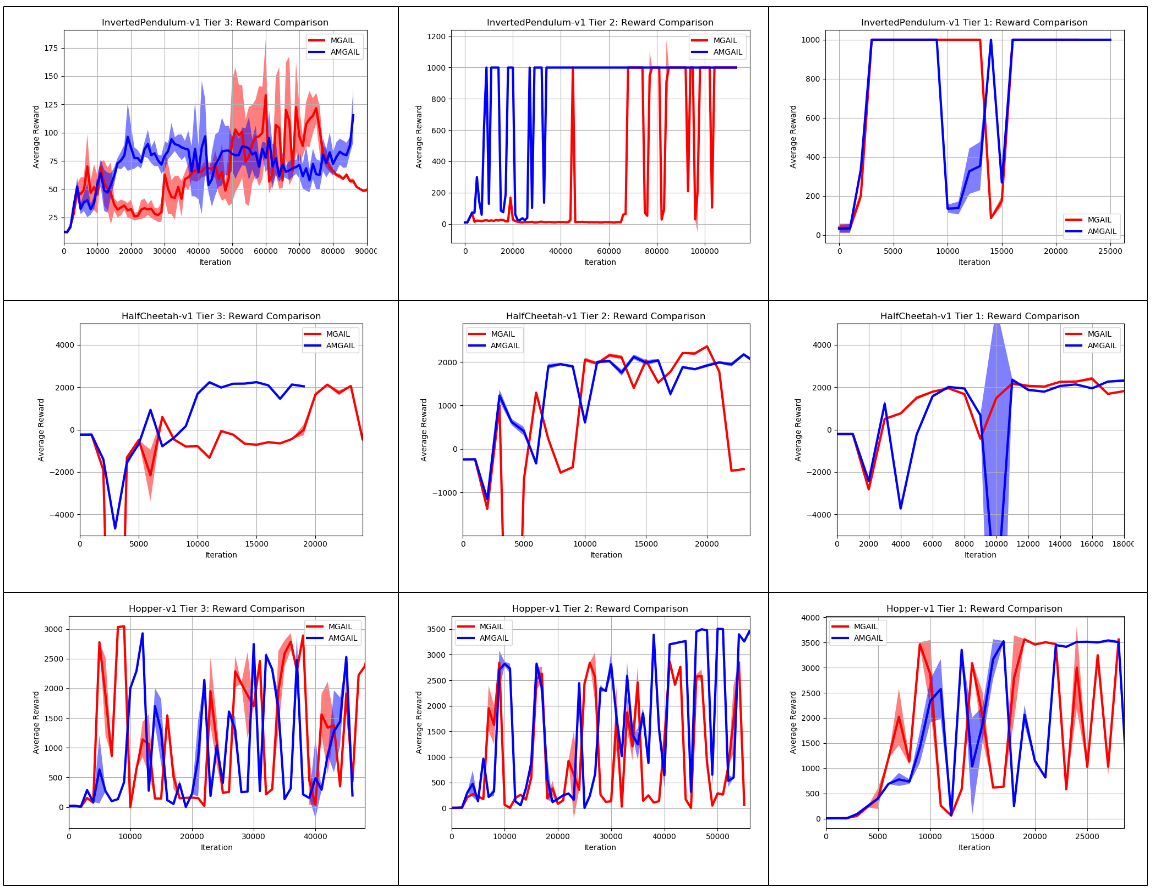 InvertedPendulum-v1 Tier 3: Reward Comparison
MGAIL
AMGAIL
175
150
125
100
75
50
25
Average Reward
0 10000 20000 30000 40000 50000 60000 70000 80000 90000
Iteration
InvertedPendulum-v1 Tier 2: Reward Comparison
MGAIL
AMGAIL
1200
1000
800
600
400
200
0
Average Reward
0 20000 40000 60000 80000 100000
Iteration
InvertedPendulum-v1 Tier 1: Reward Comparison
1000
800
600
400
200
0
Average Reward
MGAIL
AMGAIL
0 5000 10000 15000 20000 25000
Iteration
HalfCheetah-v1 Tier 3: Reward Comparison
MGAIL
AMGAIL
4000
2000
0
−2000
−4000
Average Reward
0 5000 10000 15000 20000
Iteration
HalfCheetah-v1 Tier 2: Reward Comparison
MGAIL
AMGAIL
2000
1000
0
−1000
Average Reward
0 5000 10000 15000 20000
Iteration
HalfCheetah-v1 Tier 1: Reward Comparison
MGAIL
AMGAIL
4000
2000
0
−2000
−4000
Average Reward
0 2000 4000 6000 8000 10000 12000 14000 16000 18000
Iteration
Hopper-v1 Tier 3: Reward Comparison
MGAIL
AMGAIL
3000
2500
2000
1500
1000
500
0
Average Reward
0 10000 20000 30000 40000
Iteration
Hopper-v1 Tier 2: Reward Comparison
MGAIL
AMGAIL
3500
3000
2500
2000
1500
1000
500
0
Average Reward
0 10000 20000 30000 40000 50000
Iteration
Hopper-v1 Tier 1: Reward Comparison
MGAIL
AMGAIL
4000
3500
3000
2500
2000
1500
1000
500
0
Average Reward
0 5000 10000 15000 20000 25000
Iteration